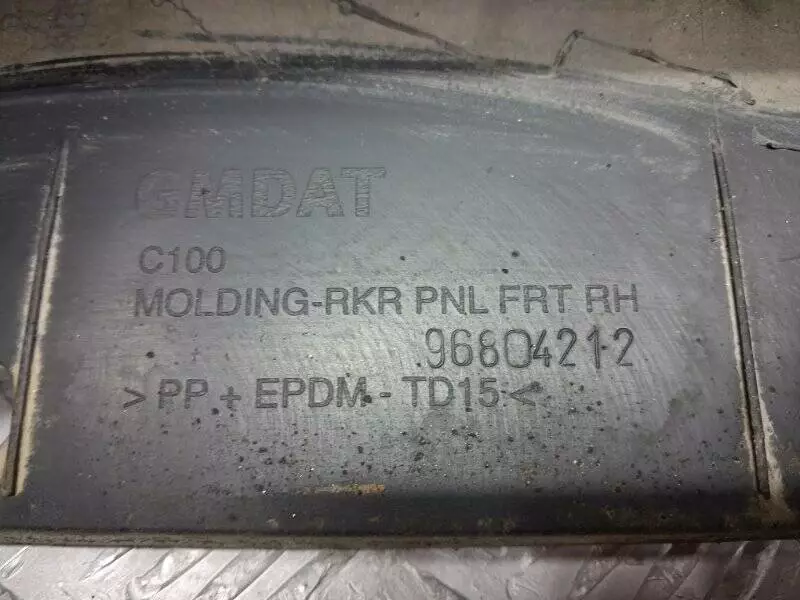 GMDAT
C100
MOLDING-RKR PNL FRT RH
96804212
>PP + EPDM - TD15<